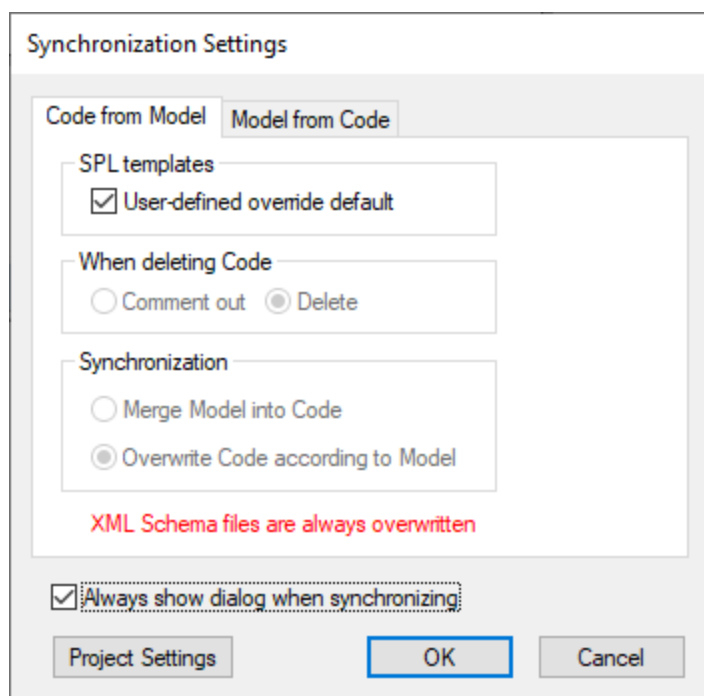 Synchronization Settings
Code from Model
Model from Code
SPL templates
User-defined override default
When deleting Code
Comment out
Delete
Synchronization
Merge Model into Code
Overwrite Code according to Model
XML Schema files are always overwritten
Always show dialog when synchronizing
Project Settings
OK
Cancel